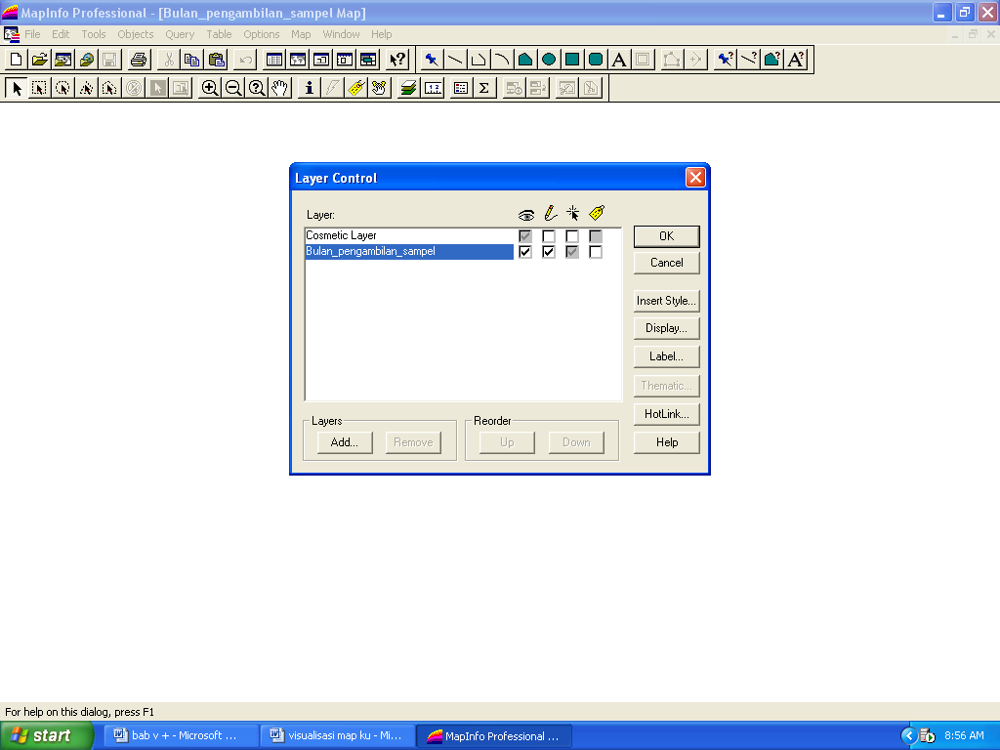 MapInfo Professional - [Bulan_pengambilan_sampel Map]
File Edit Tools Objects Query Table Options Map Window Help
Layer Control
Layer:
Cosmetic Layer
Bulan_pengambilan_sampel
OK
Cancel
Insert Style...
Display...
Label...
Thematic...
HotLink...
Help
Layers
Add...
Remove
Reorder
Up
Down
For help on this dialog, press F1
start
bab v + - Microsoft ...
visualisasi map ku - Mi...
MapInfo Professional ...
8:56 AM